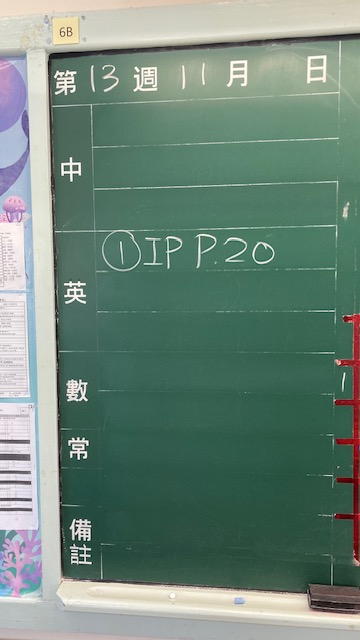 6B
第 13 週 11 月 日
中
英 ① IP P.20
數
常
備註